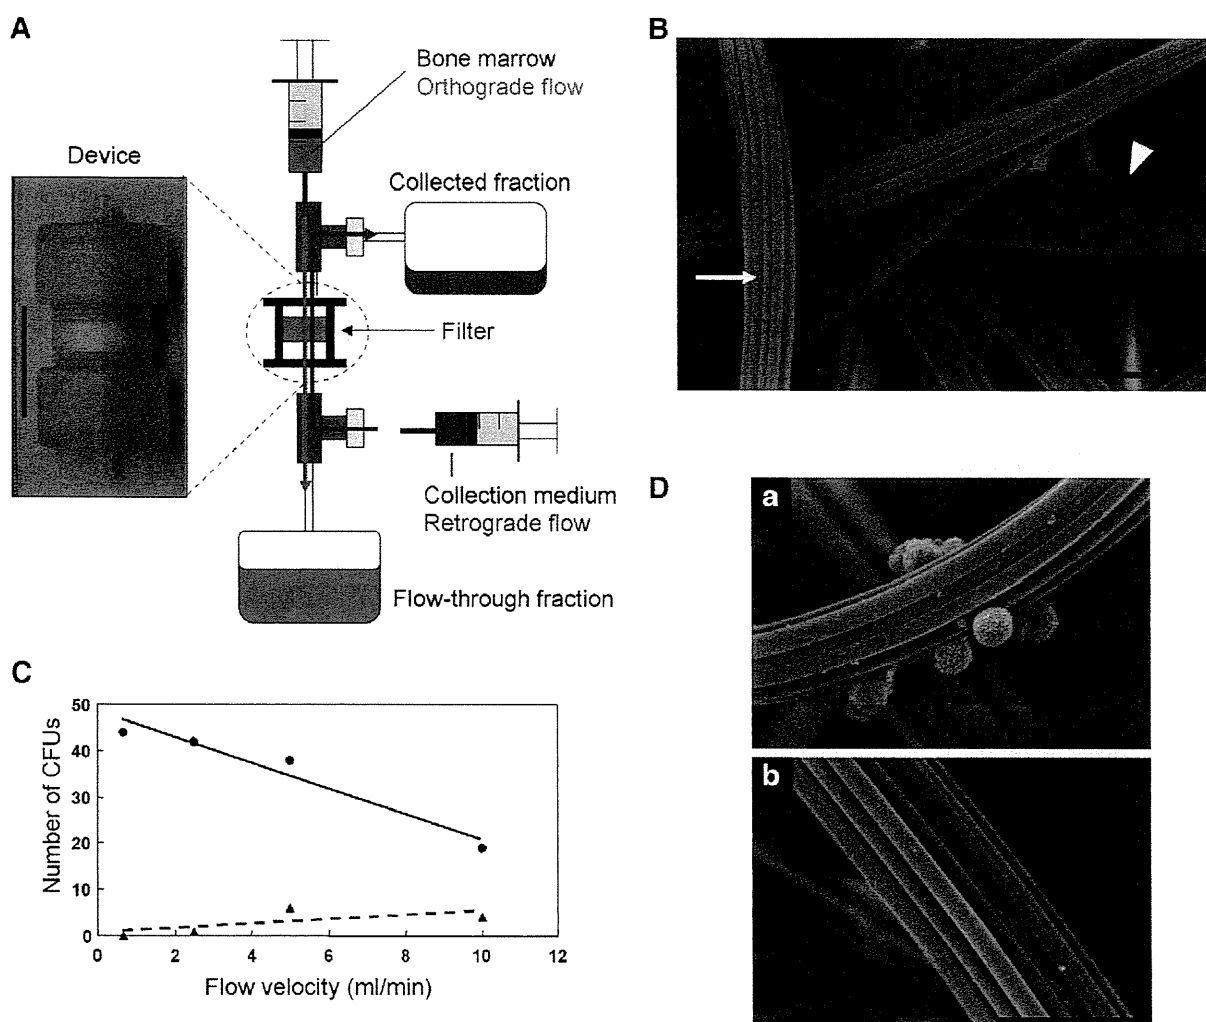 A
Bone marrow
Orthograde flow
Device
Collected fraction
Filter
Collection medium
Retrograde flow
Flow-through fraction
B
C
Number of CFUs
50
40
30
20
10
0
0
2
4
6
8
10
12
Flow velocity (ml/min)
D
a
b